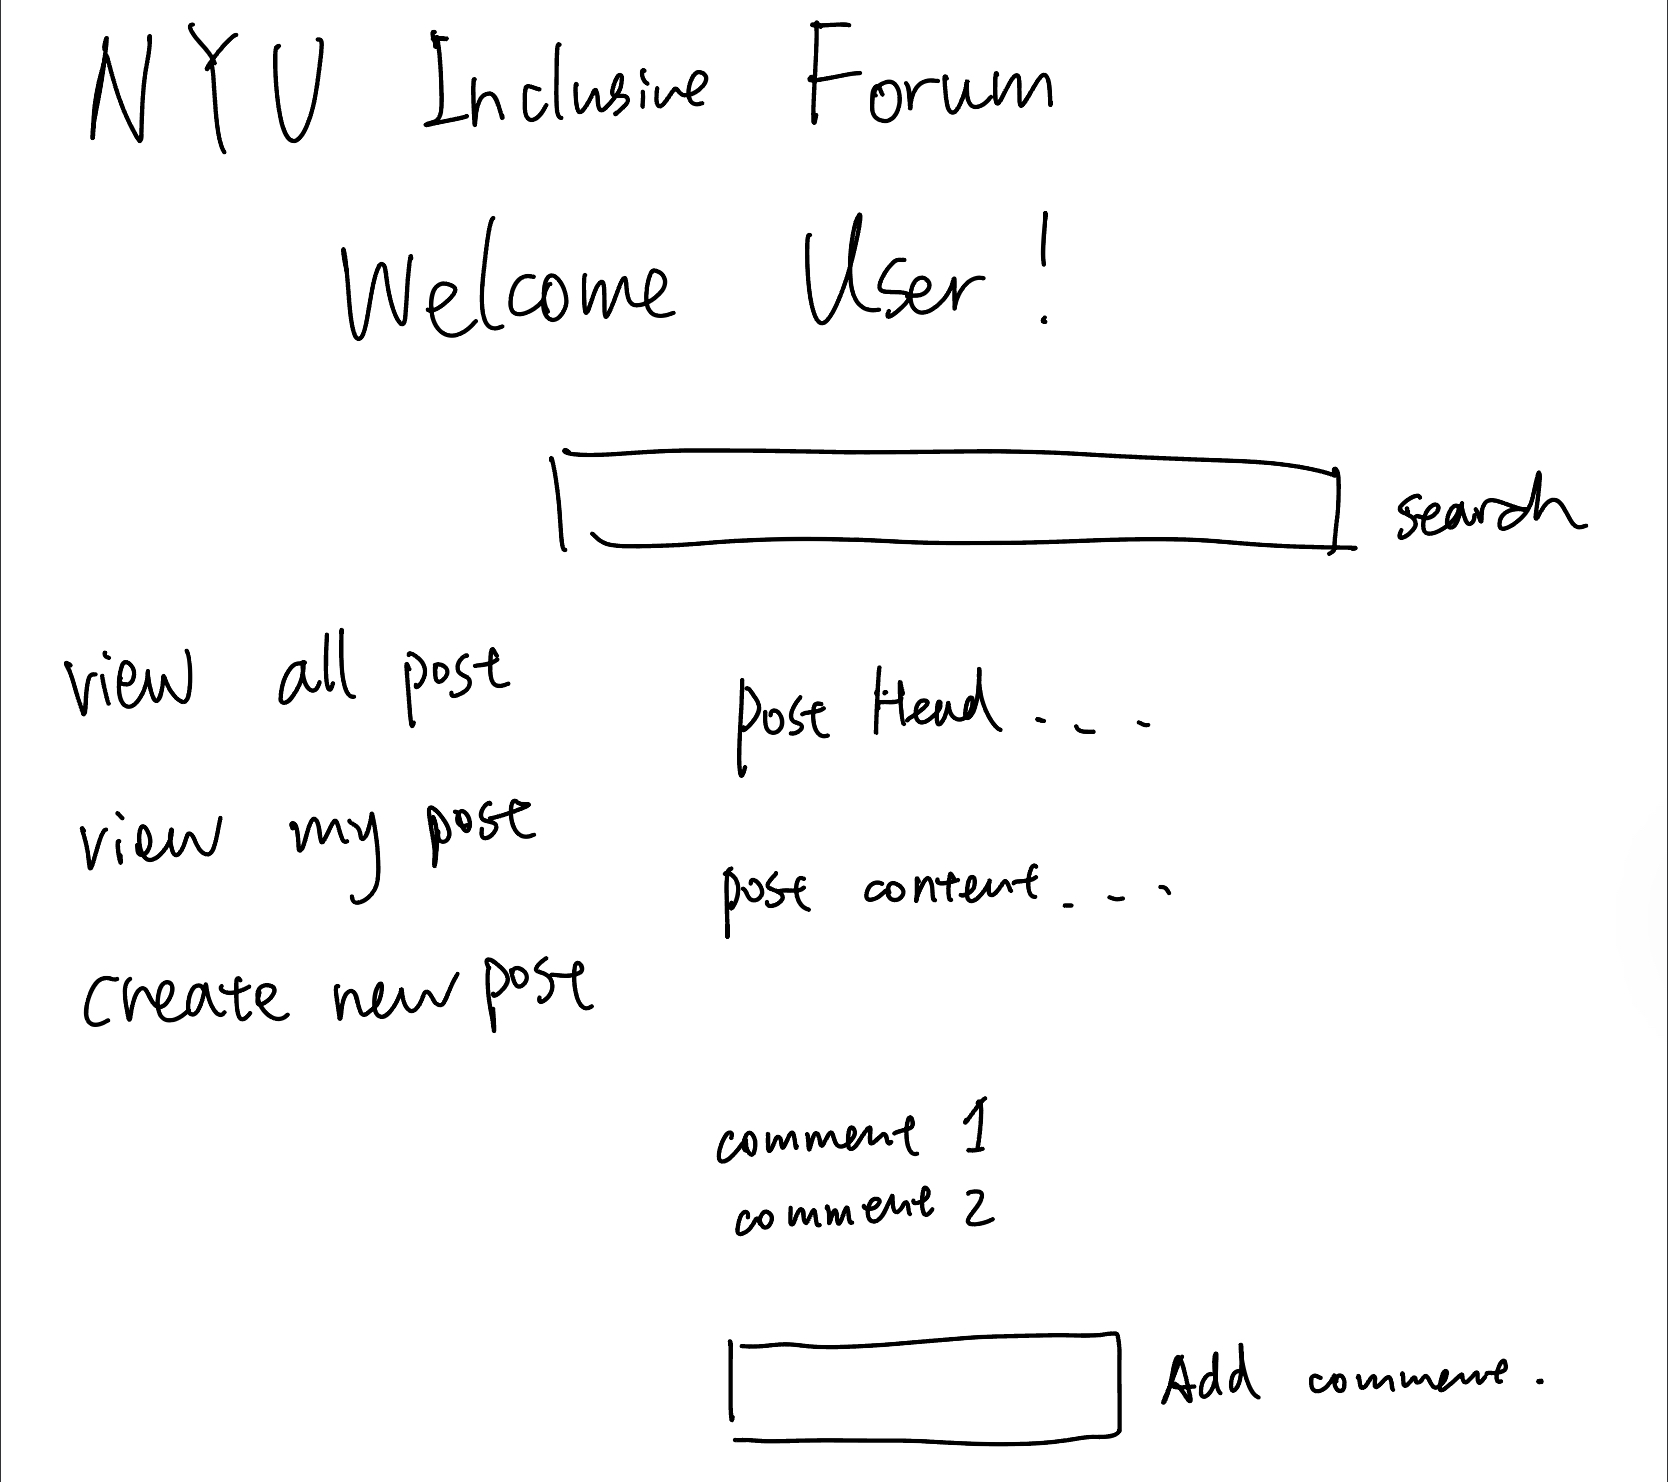 NYU Inclusive Forum
Welcome User!
search
view all post
post Head...
view my post
post content...
create new post
comment 1
comment 2
Add comment.